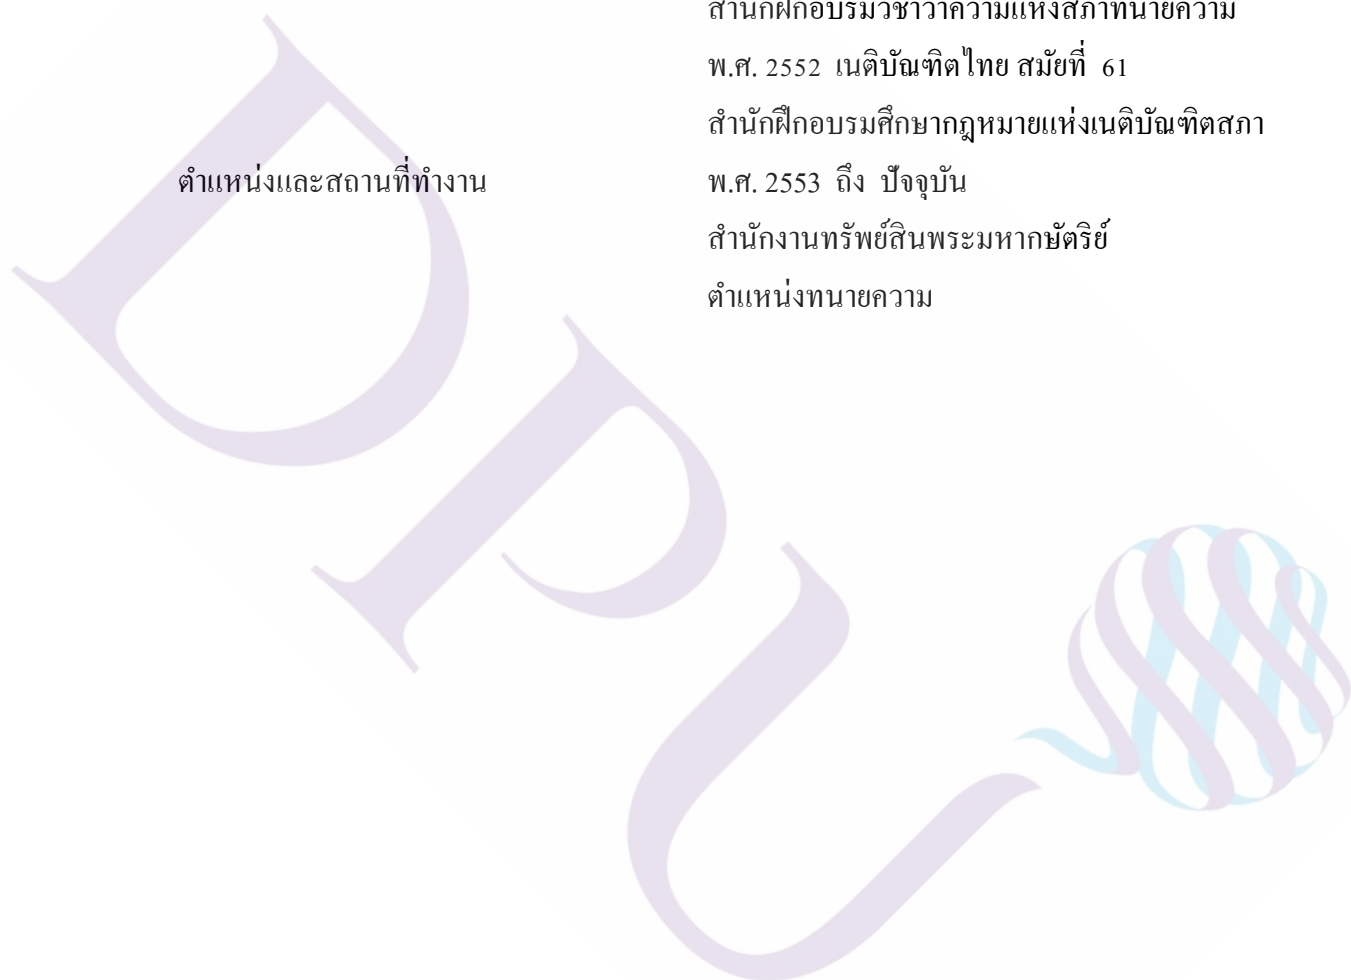 สำนักฝึกอบรมวิชาว่าความแห่งสภาทนายความ
พ.ศ. 2552 เนติบัณฑิตไทย สมัยที่ 61
สำนักฝึกอบรมศึกษากฎหมายแห่งเนติบัณฑิตสภา
ตำแหน่งและสถานที่ทำงาน พ.ศ. 2553 ถึง ปัจจุบัน
สำนักงานทรัพย์สินพระมหากษัตริย์
ตำแหน่งทนายความ
DPU